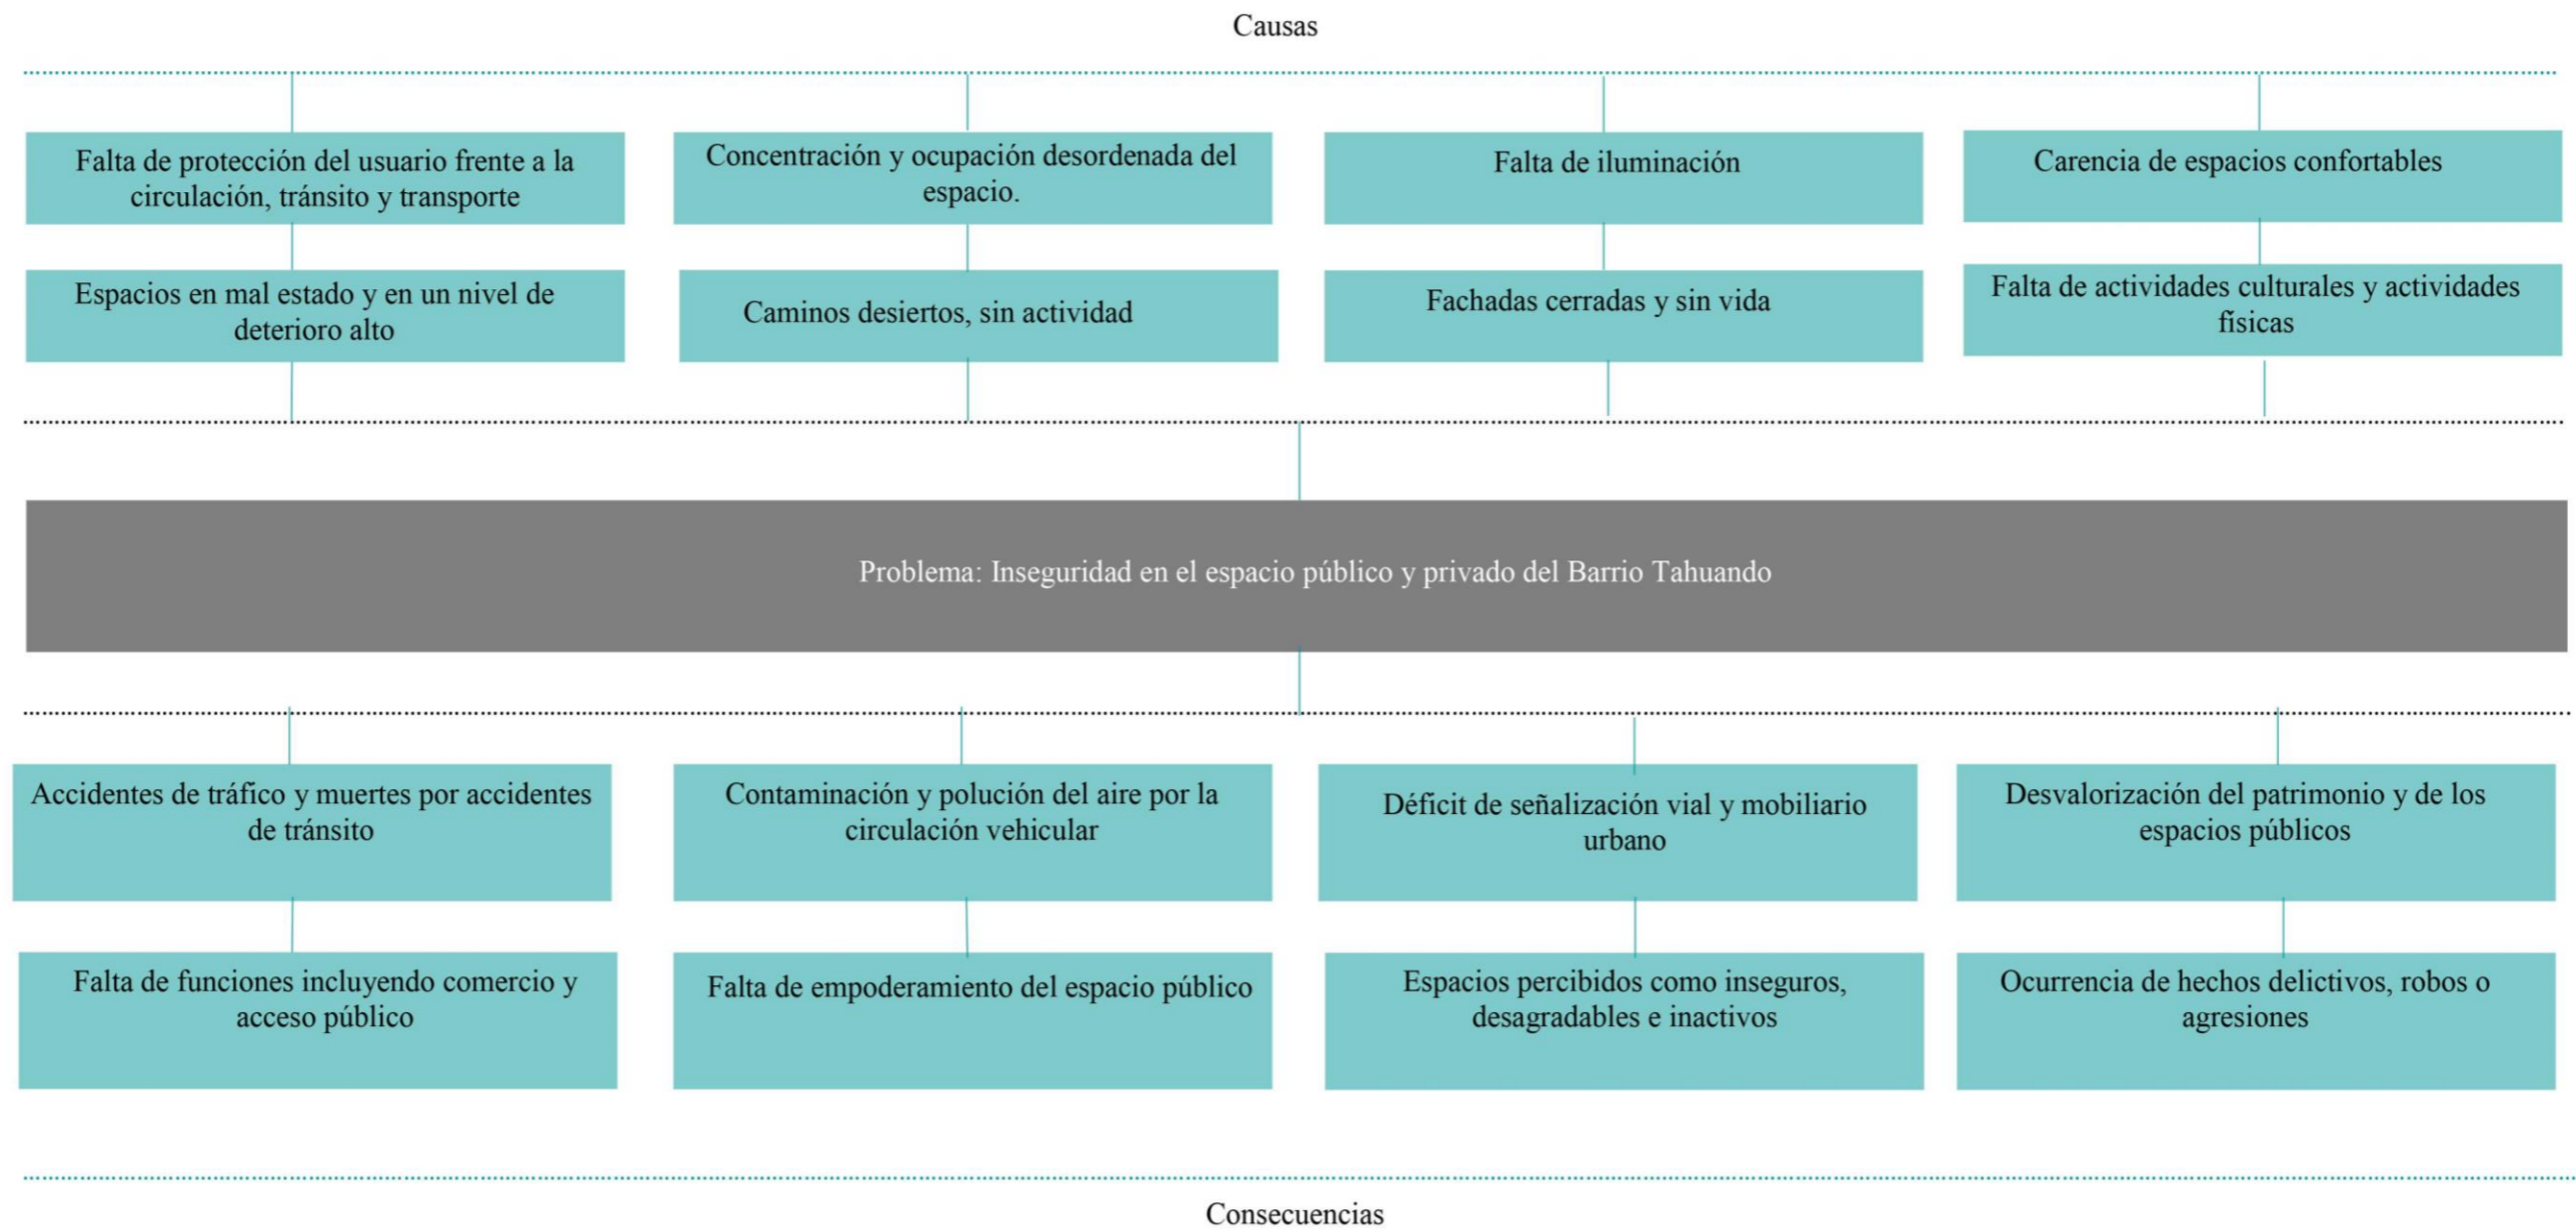 Causas
Falta de protección del usuario frente a la
circulación, tránsito y transporte
Concentración y ocupación desordenada del
espacio.
Falta de iluminación
Carencia de espacios confortables
Espacios en mal estado y en un nivel de
deterioro alto
Caminos desiertos, sin actividad
Fachadas cerradas y sin vida
Falta de actividades culturales y actividades
físicas
Problema: Inseguridad en el espacio público y privado del Barrio Tahuando
Accidentes de tráfico y muertes por accidentes
de tránsito
Contaminación y polución del aire por la
circulación vehicular
Déficit de señalización vial y mobiliario
urbano
Desvalorización del patrimonio y de los
espacios públicos
Falta de funciones incluyendo comercio y
acceso público
Falta de empoderamiento del espacio público
Espacios percibidos como inseguros,
desagradables e inactivos
Ocurrencia de hechos delictivos, robos o
agresiones
Consecuencias